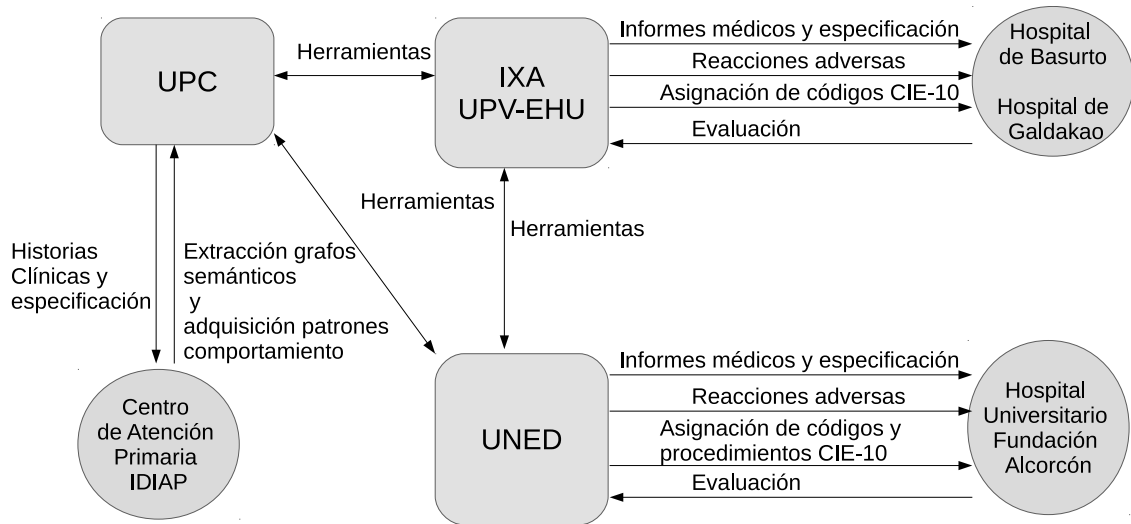 UPC
Herramientas
IXA
UPV-EHU
Informes médicos y especificación
Reacciones adversas
Asignación de códigos CIE-10
Evaluación
Hospital
de Basurto
Hospital de
Galdakao
Herramientas
Herramientas
Historias
Clínicas y
especificación
Extracción grafos
semánticos
y
adquisición patrones
comportamiento
Centro
de Atención
Primaria
IDIAP
UNED
Informes médicos y especificación
Reacciones adversas
Asignación de códigos y
procedimientos CIE-10
Evaluación
Hospital
Universitario
Fundación
Alcorcón